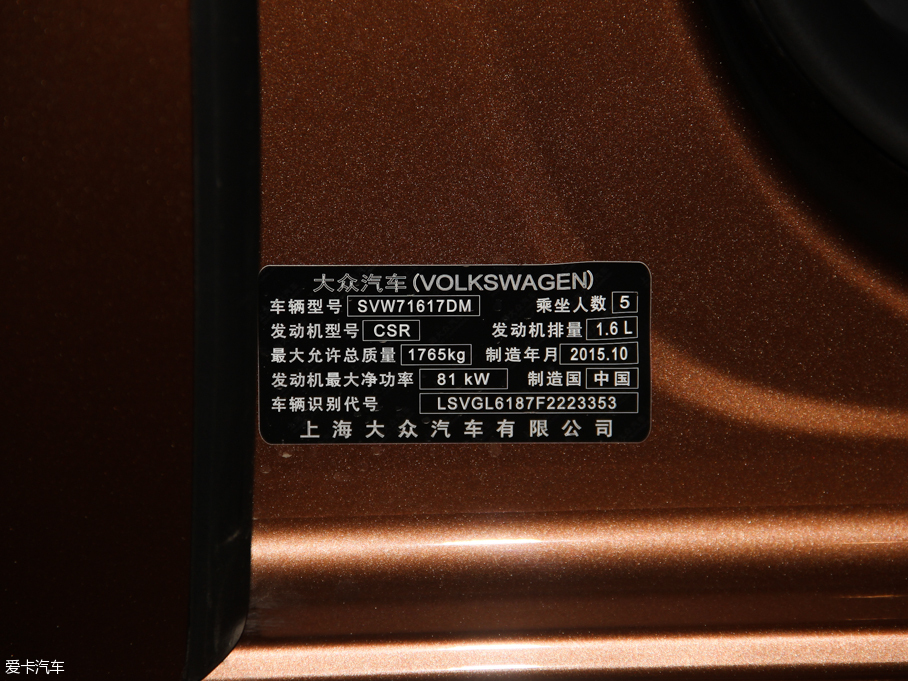 大众汽车(VOLKSWAGEN)
车辆型号 SVW71617DM 乘坐人数 5
发动机型号 CSR 发动机排量 1.6 L
最大允许总质量 1765kg 制造年月 2015.10
发动机最大净功率 81 kW 制造国 中国
车辆识别代号 LSVGL6187F2223353
上海大众汽车有限公司
爱卡汽车